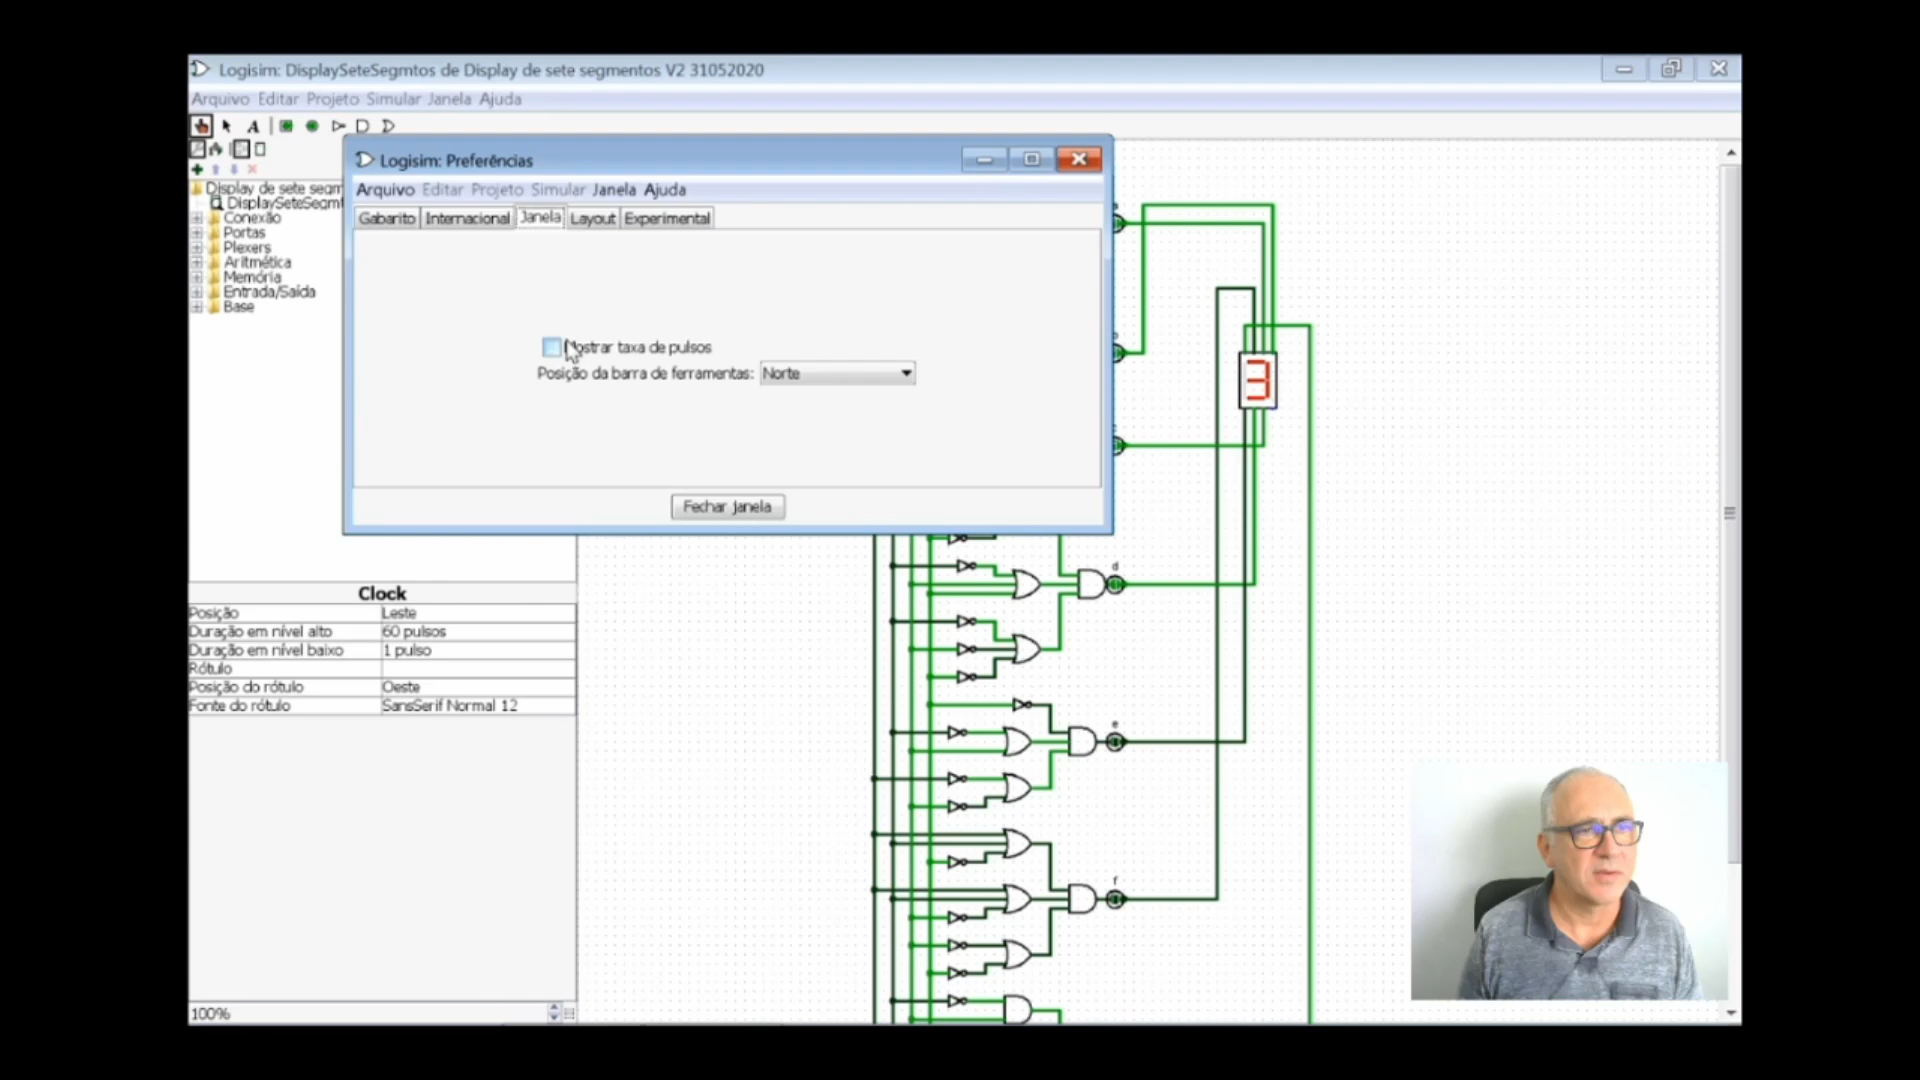 Logisim: DisplaySeteSegmtos de Display de sete segmentos V2 31052020
Arquivo Editar Projeto Simular Janela Ajuda
A
Display de sete segm
DisplaySeteSegmt
Conexão
Portas
Plexers
Aritmética
Memória
Entrada/Saída
Base
Logisim: Preferências
Arquivo Editar Projeto Simular Janela Ajuda
Gabarito Internacional Janela Layout Experimental
Mostrar taxa de pulsos
Posição da barra de ferramentas: Norte
Fechar janela
3
d
e
f
Clock
Posição Leste
Duração em nível alto 60 pulsos
Duração em nível baixo 1 pulso
Rótulo
Posição do rótulo Oeste
Fonte do rótulo SansSerif Normal 12
100%